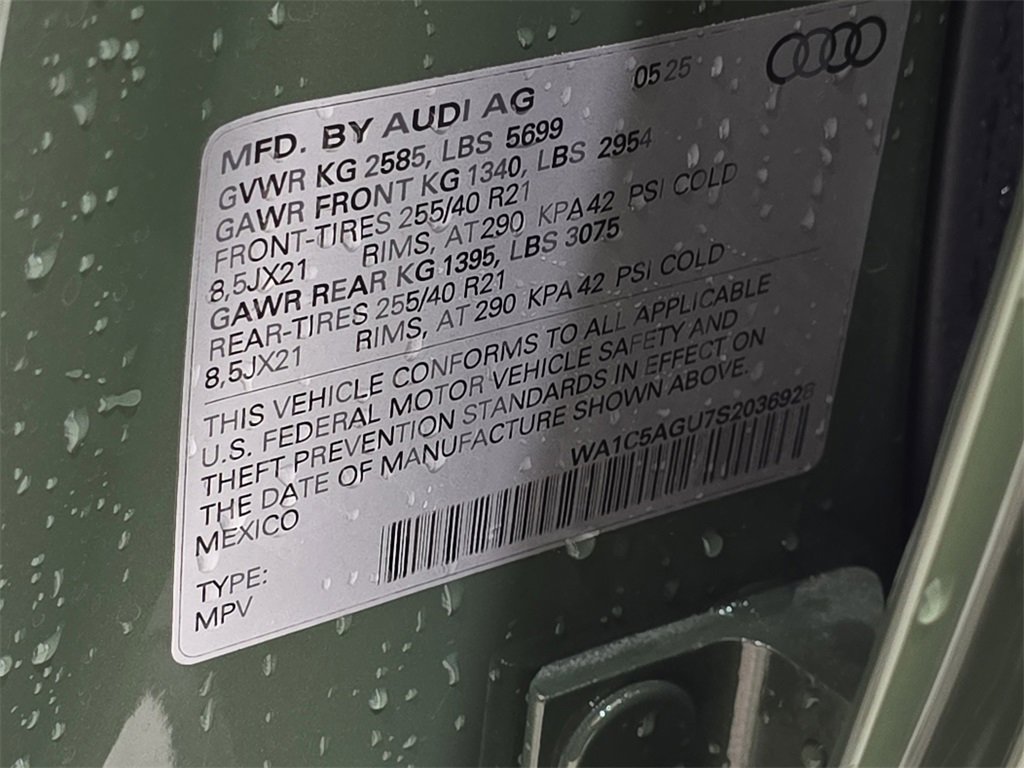 05 25
MFD. BY AUDI AG
GVWR KG 2585, LBS 5699
GAWR FRONT KG 1340, LBS 2954
FRONT-TIRES 255/40 R21
8,5JX21 RIMS, AT 290 KPA 42 PSI COLD
GAWR REAR KG 1395, LBS 3075
REAR-TIRES 255/40 R21
8,5JX21 RIMS, AT 290 KPA 42 PSI COLD
THIS VEHICLE CONFORMS TO ALL APPLICABLE
U.S. FEDERAL MOTOR VEHICLE SAFETY AND
THEFT PREVENTION STANDARDS IN EFFECT ON
THE DATE OF MANUFACTURE SHOWN ABOVE.
MEXICO
WA1C5AGU7S2036928
TYPE:
MPV